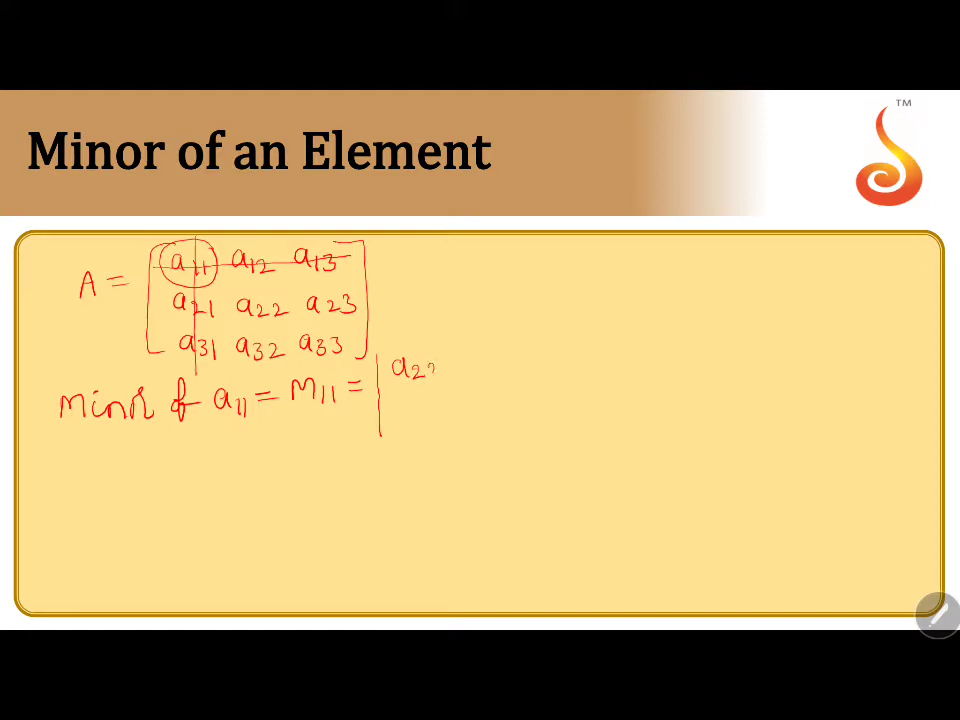 TM
Minor of an Element
A = [a11 a12 a13
a21 a22 a23
a31 a32 a33]
Minor of a11 = M11 = | a22